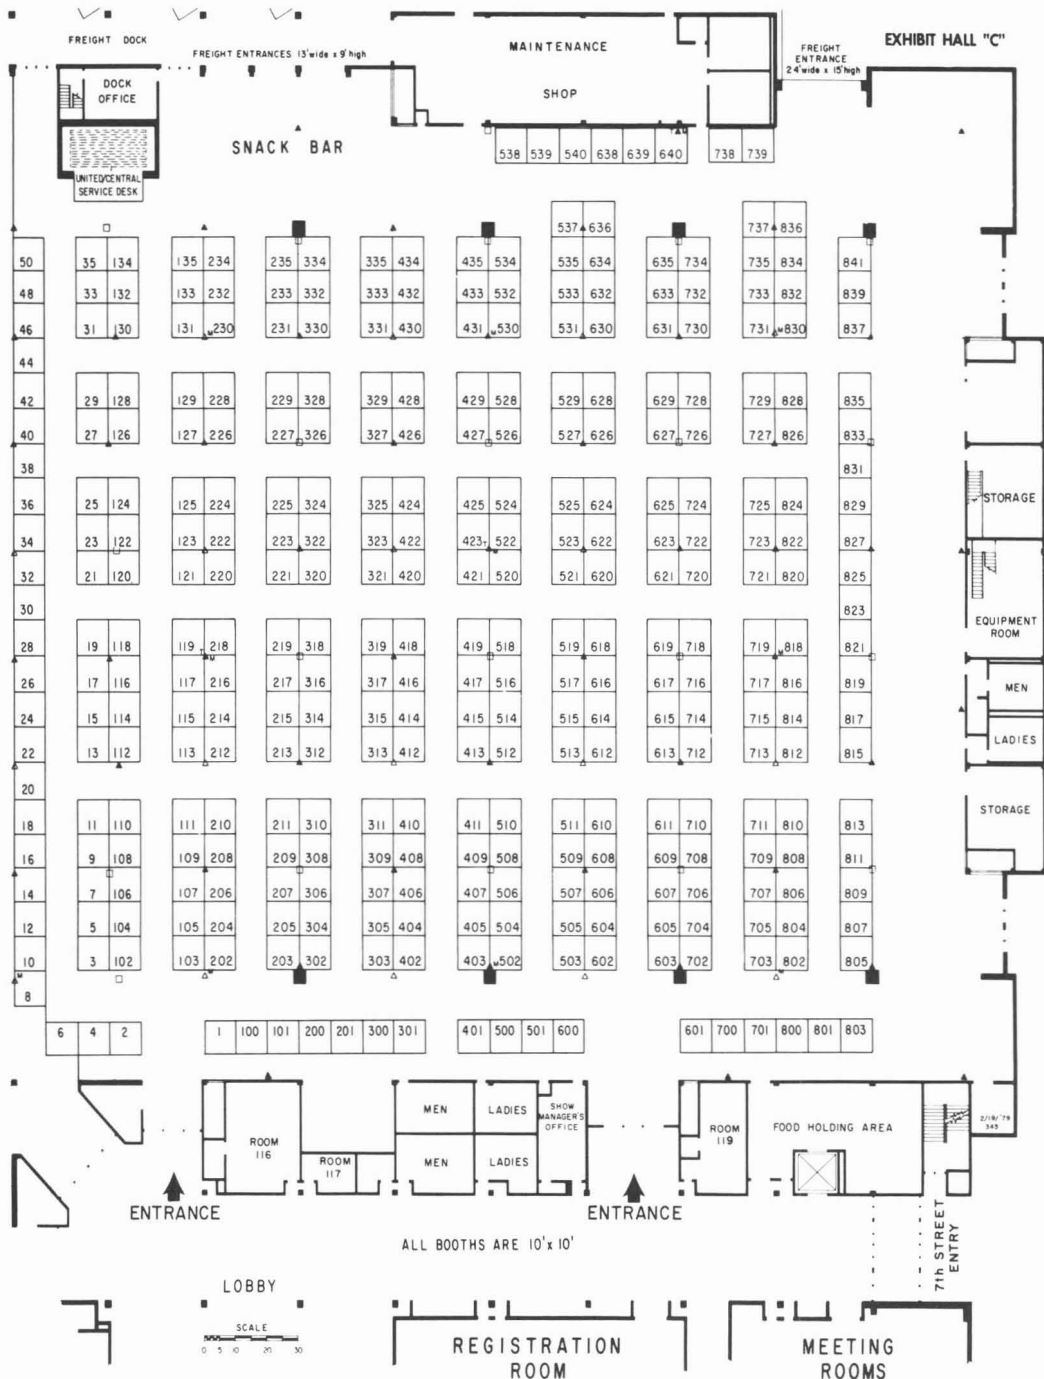 FREIGHT DOCK
FREIGHT ENTRANCES 13' wide x 9' high
MAINTENANCE
SHOP
FREIGHT
ENTRANCE
24' wide x 15' high
EXHIBIT HALL "C"
DOCK
OFFICE
SNACK BAR
UNITED/CENTRAL
SERVICE DESK
538 539 540 638 639 640 738 739
537 636 737 836
50 35 134 135 234 235 334 335 434 435 534 535 634 635 734 735 834 841
48 33 132 133 232 233 332 333 432 433 532 533 632 633 732 733 832 839
46 31 130 131 M 230 231 330 331 430 431 M 530 531 630 631 730 731 M 830 837
44
42 29 128 129 228 229 328 329 428 429 528 529 628 629 728 729 828 835
40 27 126 127 226 227 326 327 426 427 526 527 626 627 726 727 826 833
38 831
36 25 124 125 224 225 324 325 424 425 524 525 624 625 724 725 824 829
STORAGE
34 23 122 123 222 223 322 323 422 423 T 522 523 622 623 722 723 822 827
M
32 21 120 121 220 221 320 321 420 421 520 521 620 621 720 721 820 825
30 823
EQUIPMENT
ROOM
28 19 118 119 T 218 219 318 319 418 419 518 519 618 619 718 719 M 818 821
M
26 17 116 117 216 217 316 317 416 417 516 517 616 617 716 717 816 819
MEN
24 15 114 115 214 215 314 315 414 415 514 515 614 615 714 715 814 817
LADIES
22 13 112 113 212 213 312 313 412 413 512 513 612 613 712 713 812 815
20
STORAGE
18 11 110 111 210 211 310 311 410 411 510 511 610 611 710 711 810 813
16 9 108 109 208 209 308 309 408 409 508 509 608 609 708 709 808 811
14 7 106 107 206 207 306 307 406 407 506 507 606 607 706 707 806 809
12 5 104 105 204 205 304 305 404 405 504 505 604 605 704 705 804 807
10 3 102 103 202 203 302 303 402 403 M 502 503 602 603 702 703 802 805
M M M
8
6 4 2 1 100 101 200 201 300 301 401 500 501 600 601 700 701 800 801 803
ROOM
116
ROOM
117
MEN
LADIES
MEN
LADIES
SHOW
MANAGER'S
OFFICE
ROOM
119
FOOD HOLDING AREA
2/19/'79
343
ENTRANCE
ENTRANCE
7th STREET
ENTRY
ALL BOOTHS ARE 10' x 10'
LOBBY
SCALE
0 5 10 20 30
REGISTRATION
ROOM
MEETING
ROOMS